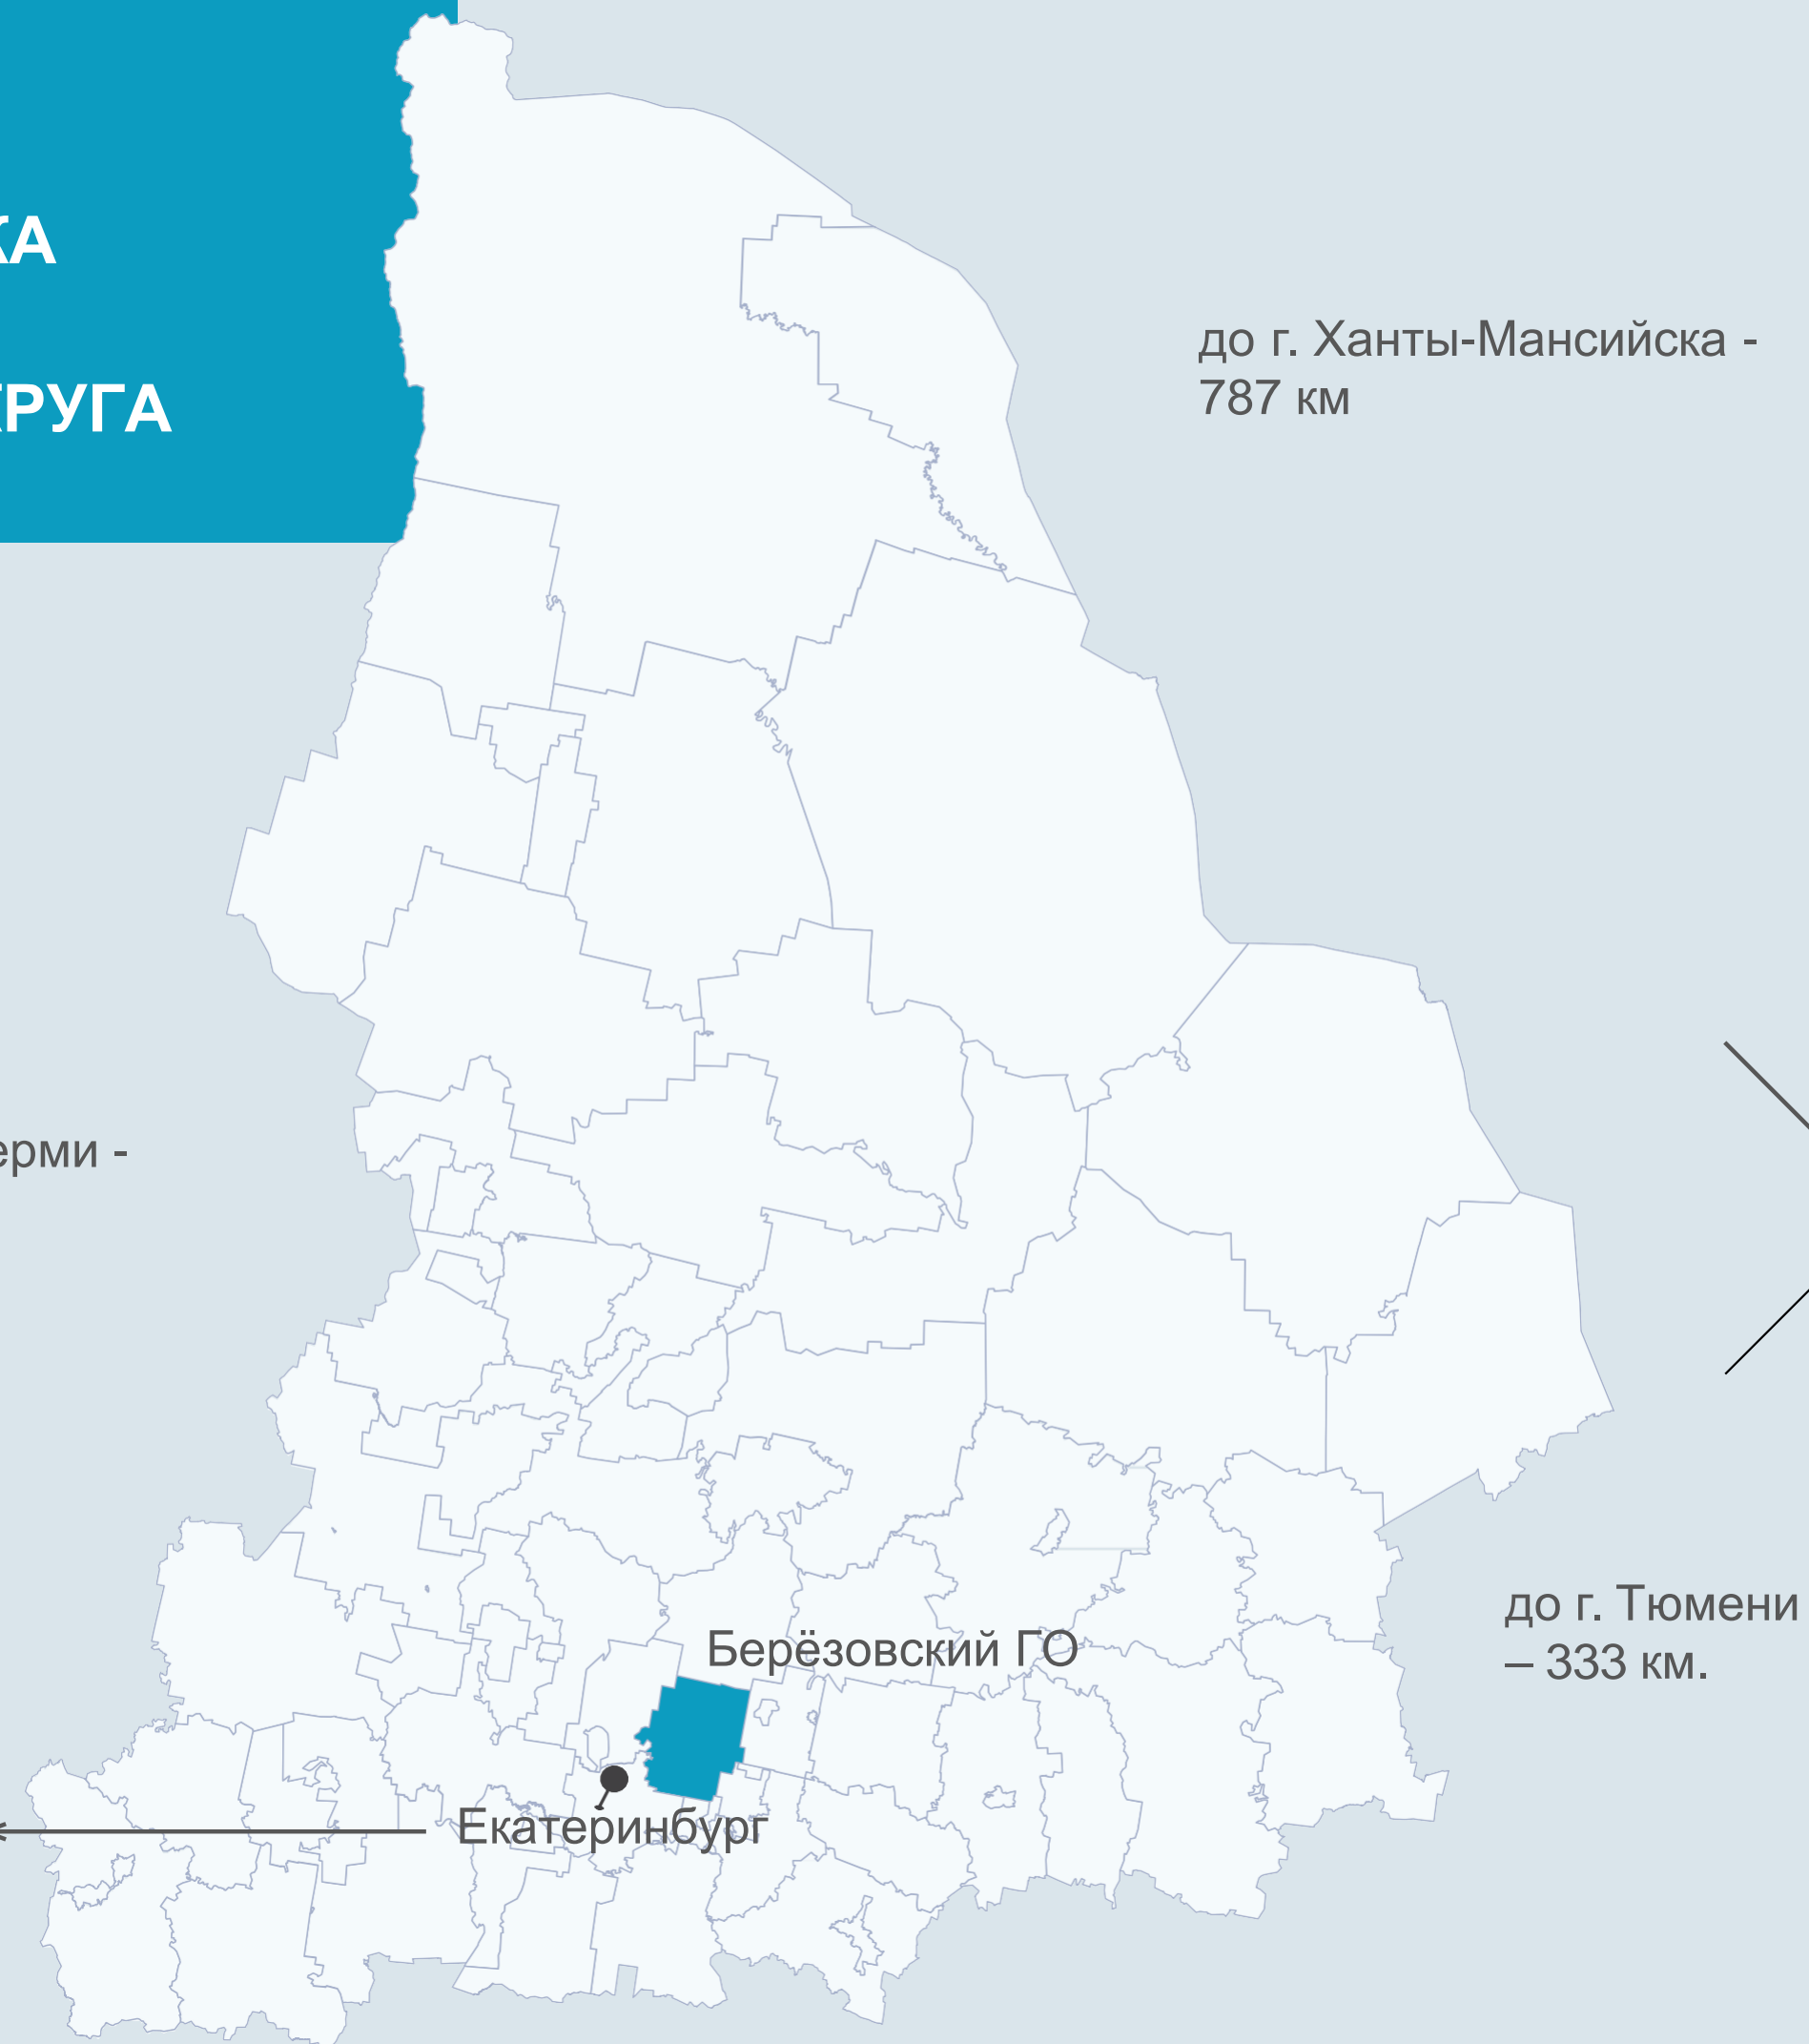 КА
РУГА
до г. Ханты-Мансийска -
787 км
ерми -
до г. Тюмени
– 333 км.
Берёзовский ГО
Екатеринбург